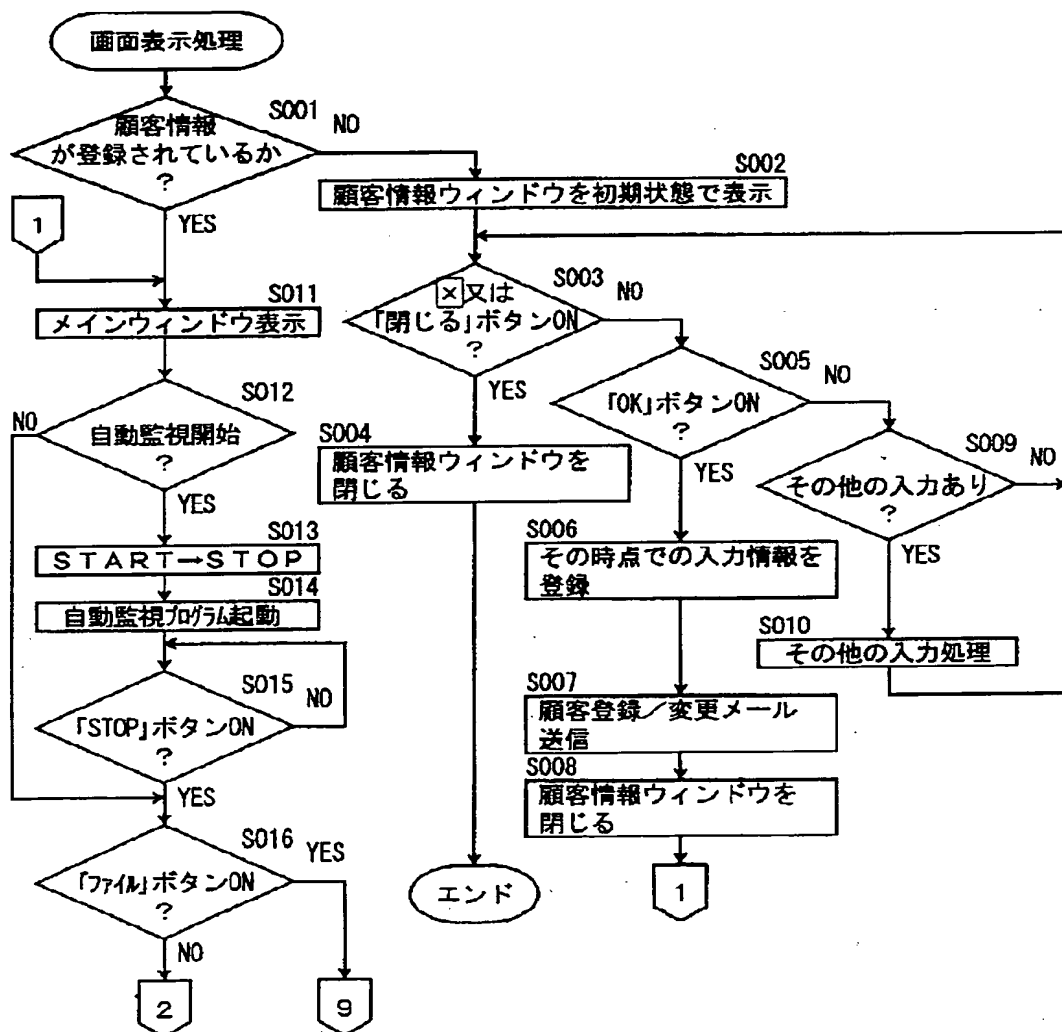 画面表示処理
S001
顧客情報
が登録されているか
?
NO
YES
1
S002
顧客情報ウィンドウを初期状態で表示
S003
×又は
「閉じる」ボタンON
?
NO
YES
S004
顧客情報ウィンドウを
閉じる
エンド
S005
「OK」ボタンON
?
NO
YES
S006
その時点での入力情報を
登録
S007
顧客登録/変更メール
送信
S008
顧客情報ウィンドウを
閉じる
1
S009
その他の入力あり
?
NO
YES
S010
その他の入力処理
S011
メインウィンドウ表示
S012
自動監視開始
?
NO
YES
S013
START→STOP
S014
自動監視プログラム起動
S015
「STOP」ボタンON
?
NO
YES
S016
「ファイル」ボタンON
?
YES
NO
2
9